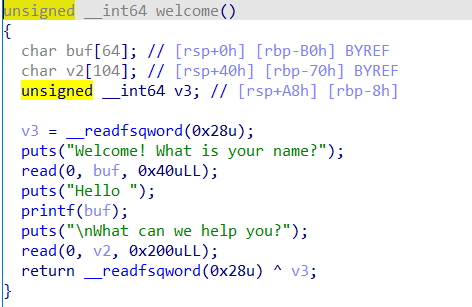 unsigned __int64 welcome()
{
char buf[64]; // [rsp+0h] [rbp-B0h] BYREF
char v2[104]; // [rsp+40h] [rbp-70h] BYREF
unsigned __int64 v3; // [rsp+A8h] [rbp-8h]
v3 = __readfsqword(0x28u);
puts("Welcome! What is your name?");
read(0, buf, 0x40uLL);
puts("Hello ");
printf(buf);
puts("\nWhat can we help you?");
read(0, v2, 0x200uLL);
return __readfsqword(0x28u) ^ v3;
}